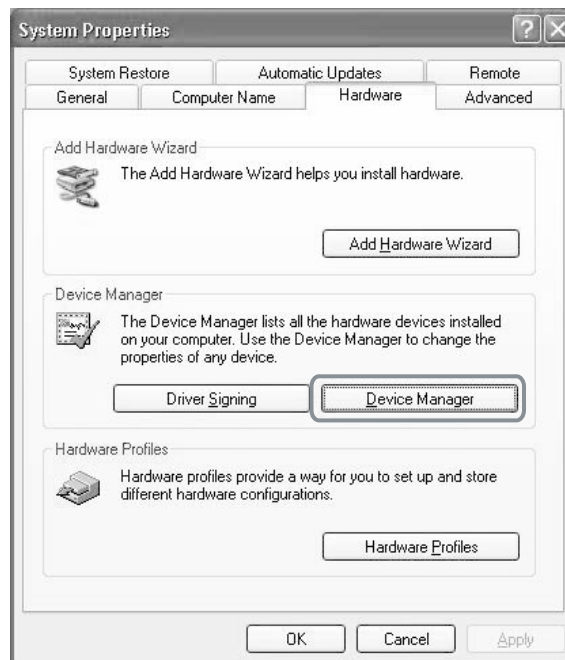 System Properties
System Restore Automatic Updates Remote
General Computer Name Hardware Advanced
Add Hardware Wizard
The Add Hardware Wizard helps you install hardware.
Add Hardware Wizard
Device Manager
The Device Manager lists all the hardware devices installed
on your computer. Use the Device Manager to change the
properties of any device.
Driver Signing Device Manager
Hardware Profiles
Hardware profiles provide a way for you to set up and store
different hardware configurations.
Hardware Profiles
OK Cancel Apply